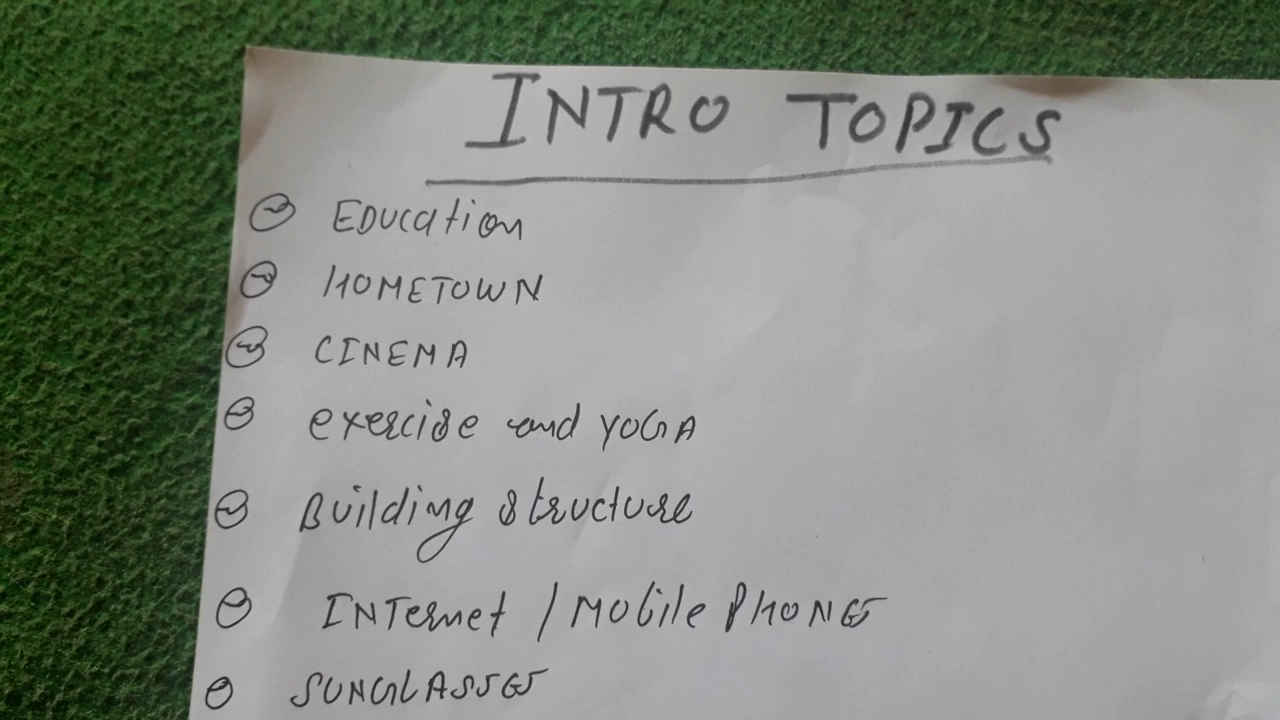 INTRO TOPICS
EDUcation
HOMETOWN
CINEMA
exercise and YOGA
Building structure
INTernet / MObile PHONES
SUNGLASSES